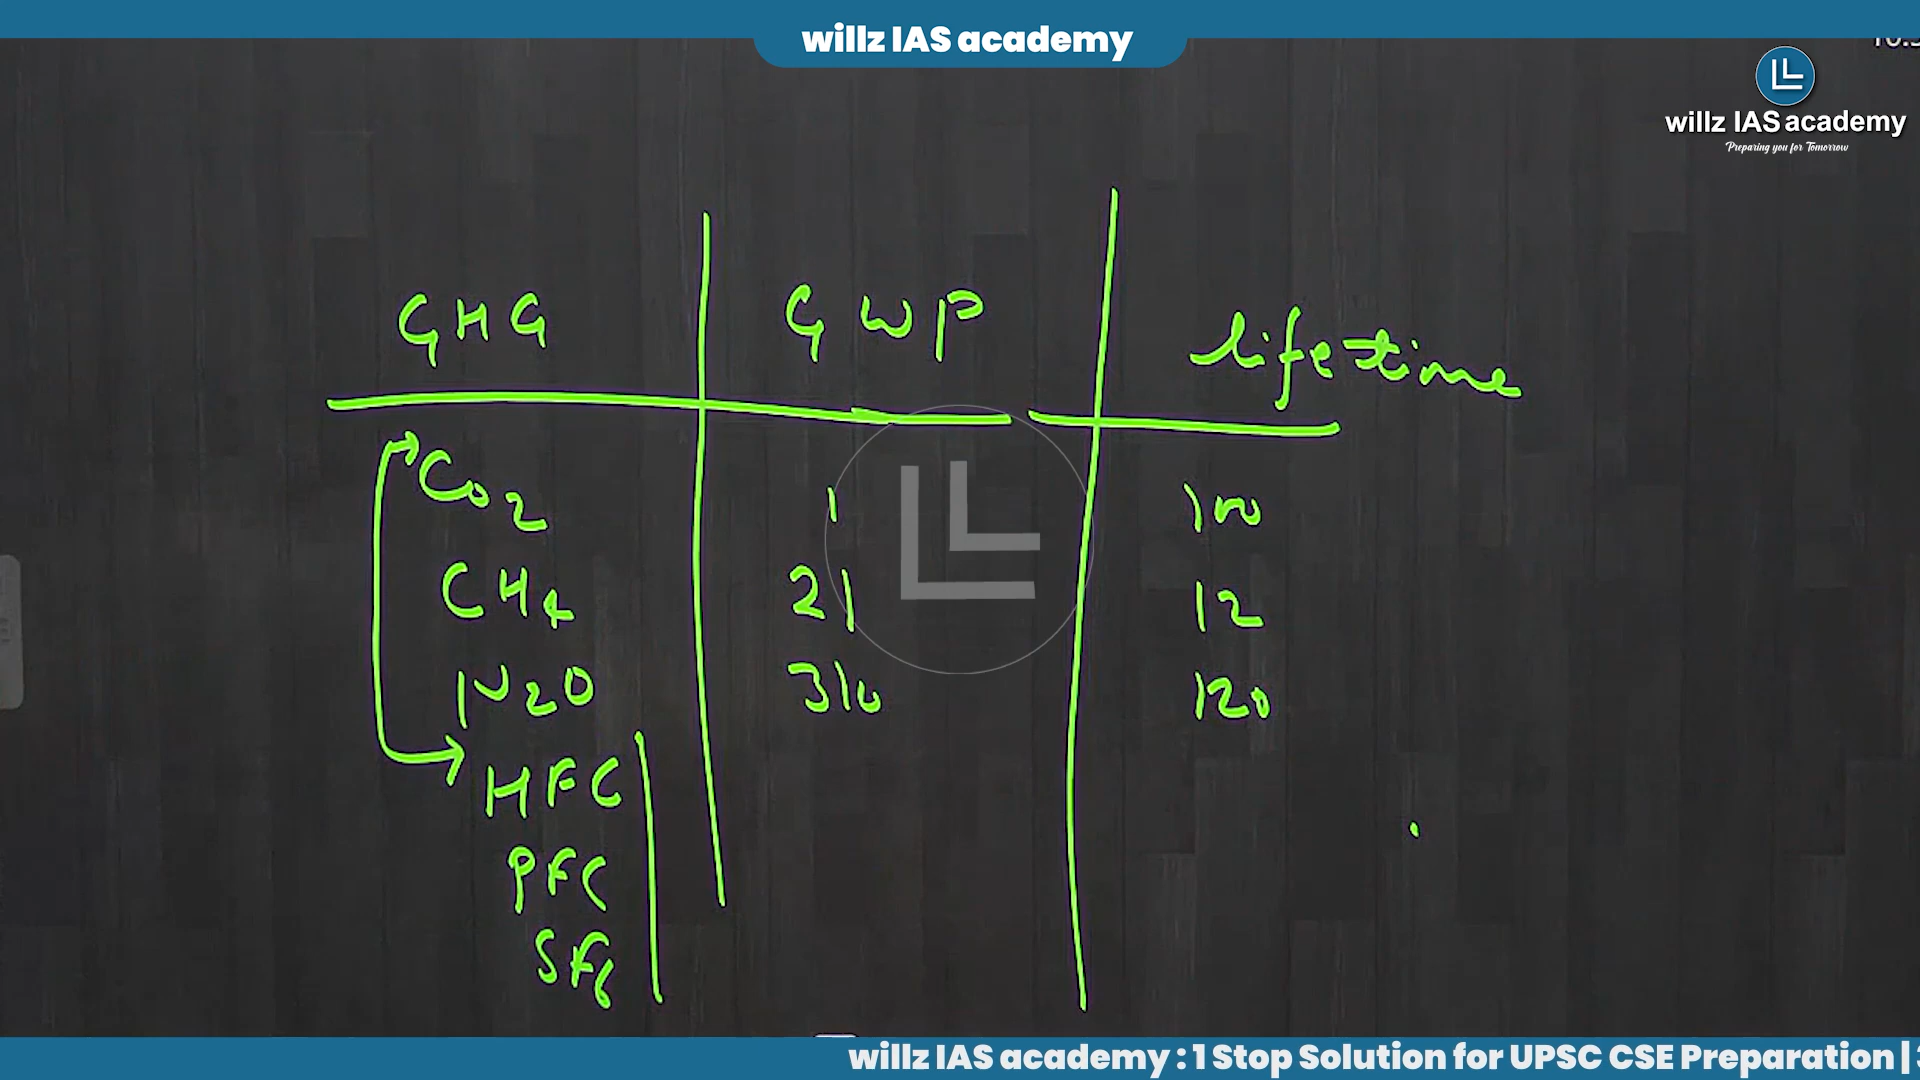 willz IAS academy
willz IAS academy
Preparing you for Tomorrow
GHG GWP lifetime
CO2 1 100
CH4 21 12
N2O 310 120
HFC
PFC
SF6
willz IAS academy : 1 Stop Solution for UPSC CSE Preparation |